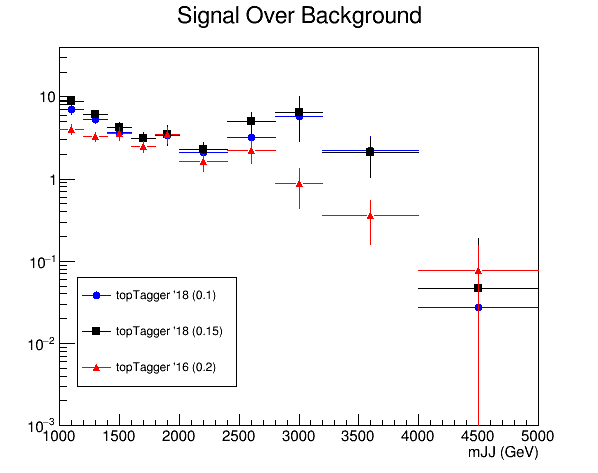 Signal Over Background
10
1
10−1
10−2
10−3
topTagger '18 (0.1)
topTagger '18 (0.15)
topTagger '16 (0.2)
1000 1500 2000 2500 3000 3500 4000 4500 5000
mJJ (GeV)